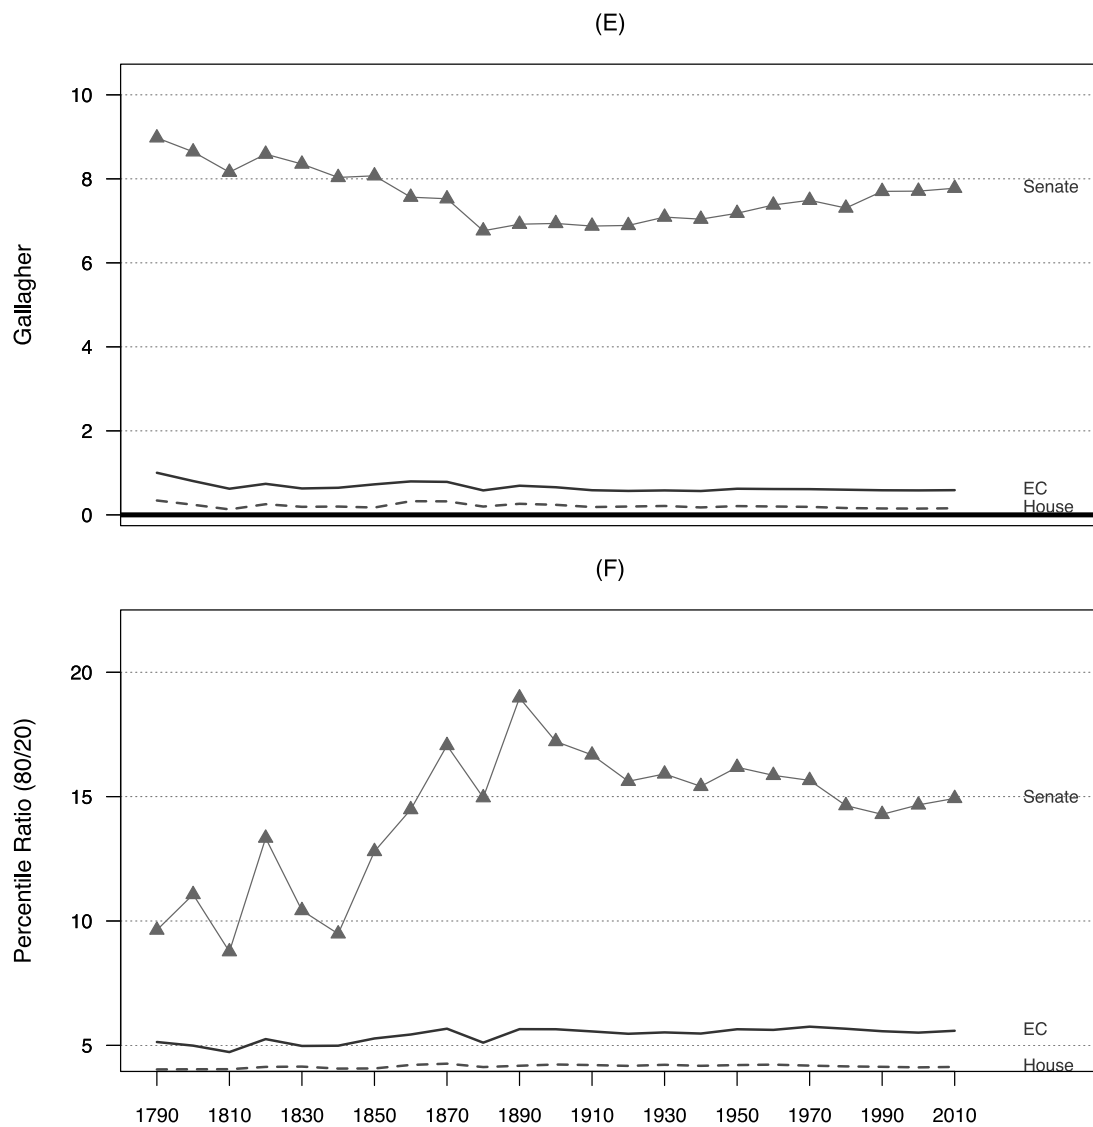 (E)
10
8
6
4
2
0
Gallagher
Senate
EC
House
(F)
20
15
10
5
Percentile Ratio (80/20)
Senate
EC
House
1790 1810 1830 1850 1870 1890 1910 1930 1950 1970 1990 2010